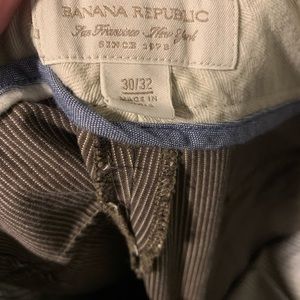 BANANA REPUBLIC
San Francisco New York
SINCE 1978
30/32
MADE IN